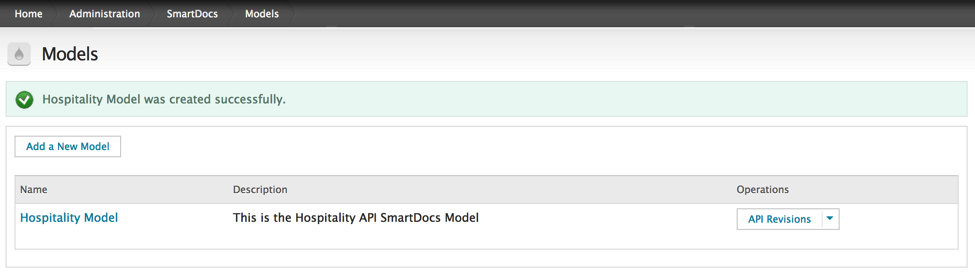 Home Administration SmartDocs Models
Models
Hospitality Model was created successfully.
Add a New Model
Name Description Operations
Hospitality Model This is the Hospitality API SmartDocs Model API Revisions